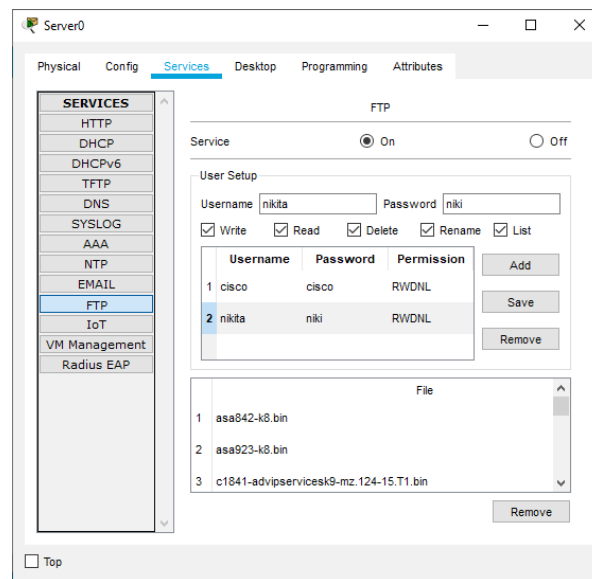 Server0
Physical Config Services Desktop Programming Attributes
SERVICES
HTTP
DHCP
DHCPv6
TFTP
DNS
SYSLOG
AAA
NTP
EMAIL
FTP
IoT
VM Management
Radius EAP
FTP
Service On Off
User Setup
Username nikita Password niki
Write Read Delete Rename List
Username Password Permission
1 cisco cisco RWDNL
2 nikita niki RWDNL
Add
Save
Remove
File
1 asa842-k8.bin
2 asa923-k8.bin
3 c1841-advipservicesk9-mz.124-15.T1.bin
Remove
Top